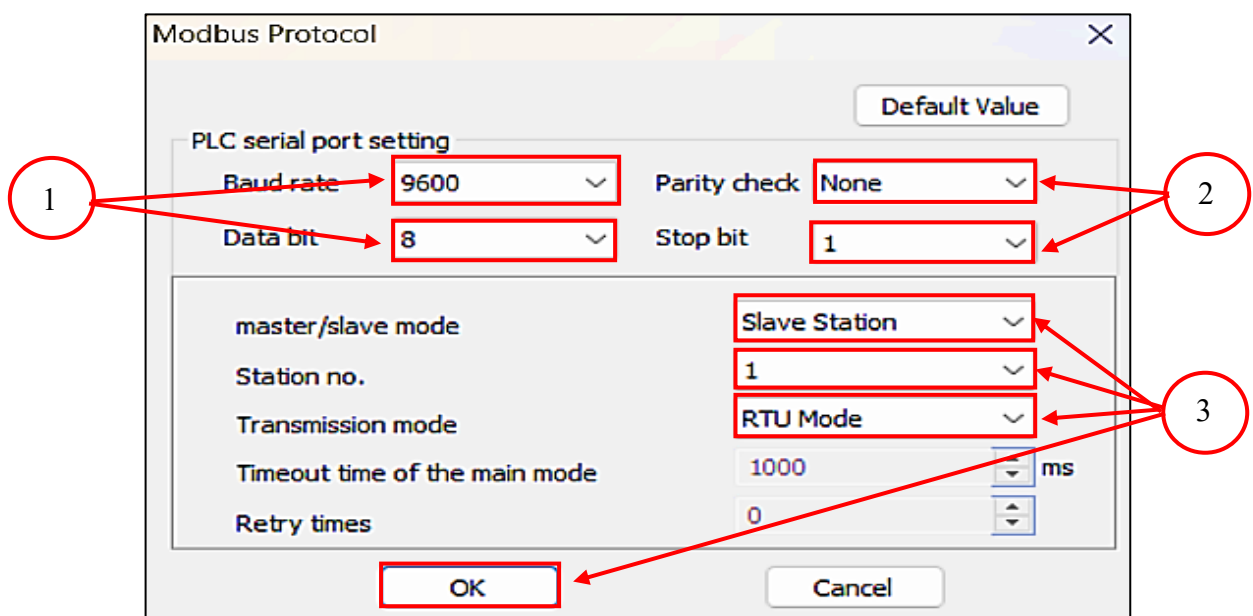 Modbus Protocol
Default Value
PLC serial port setting
Baud rate 9600 Parity check None
1 2
Data bit 8 Stop bit 1
master/slave mode Slave Station
Station no. 1
Transmission mode RTU Mode 3
Timeout time of the main mode 1000 ms
Retry times 0
OK Cancel